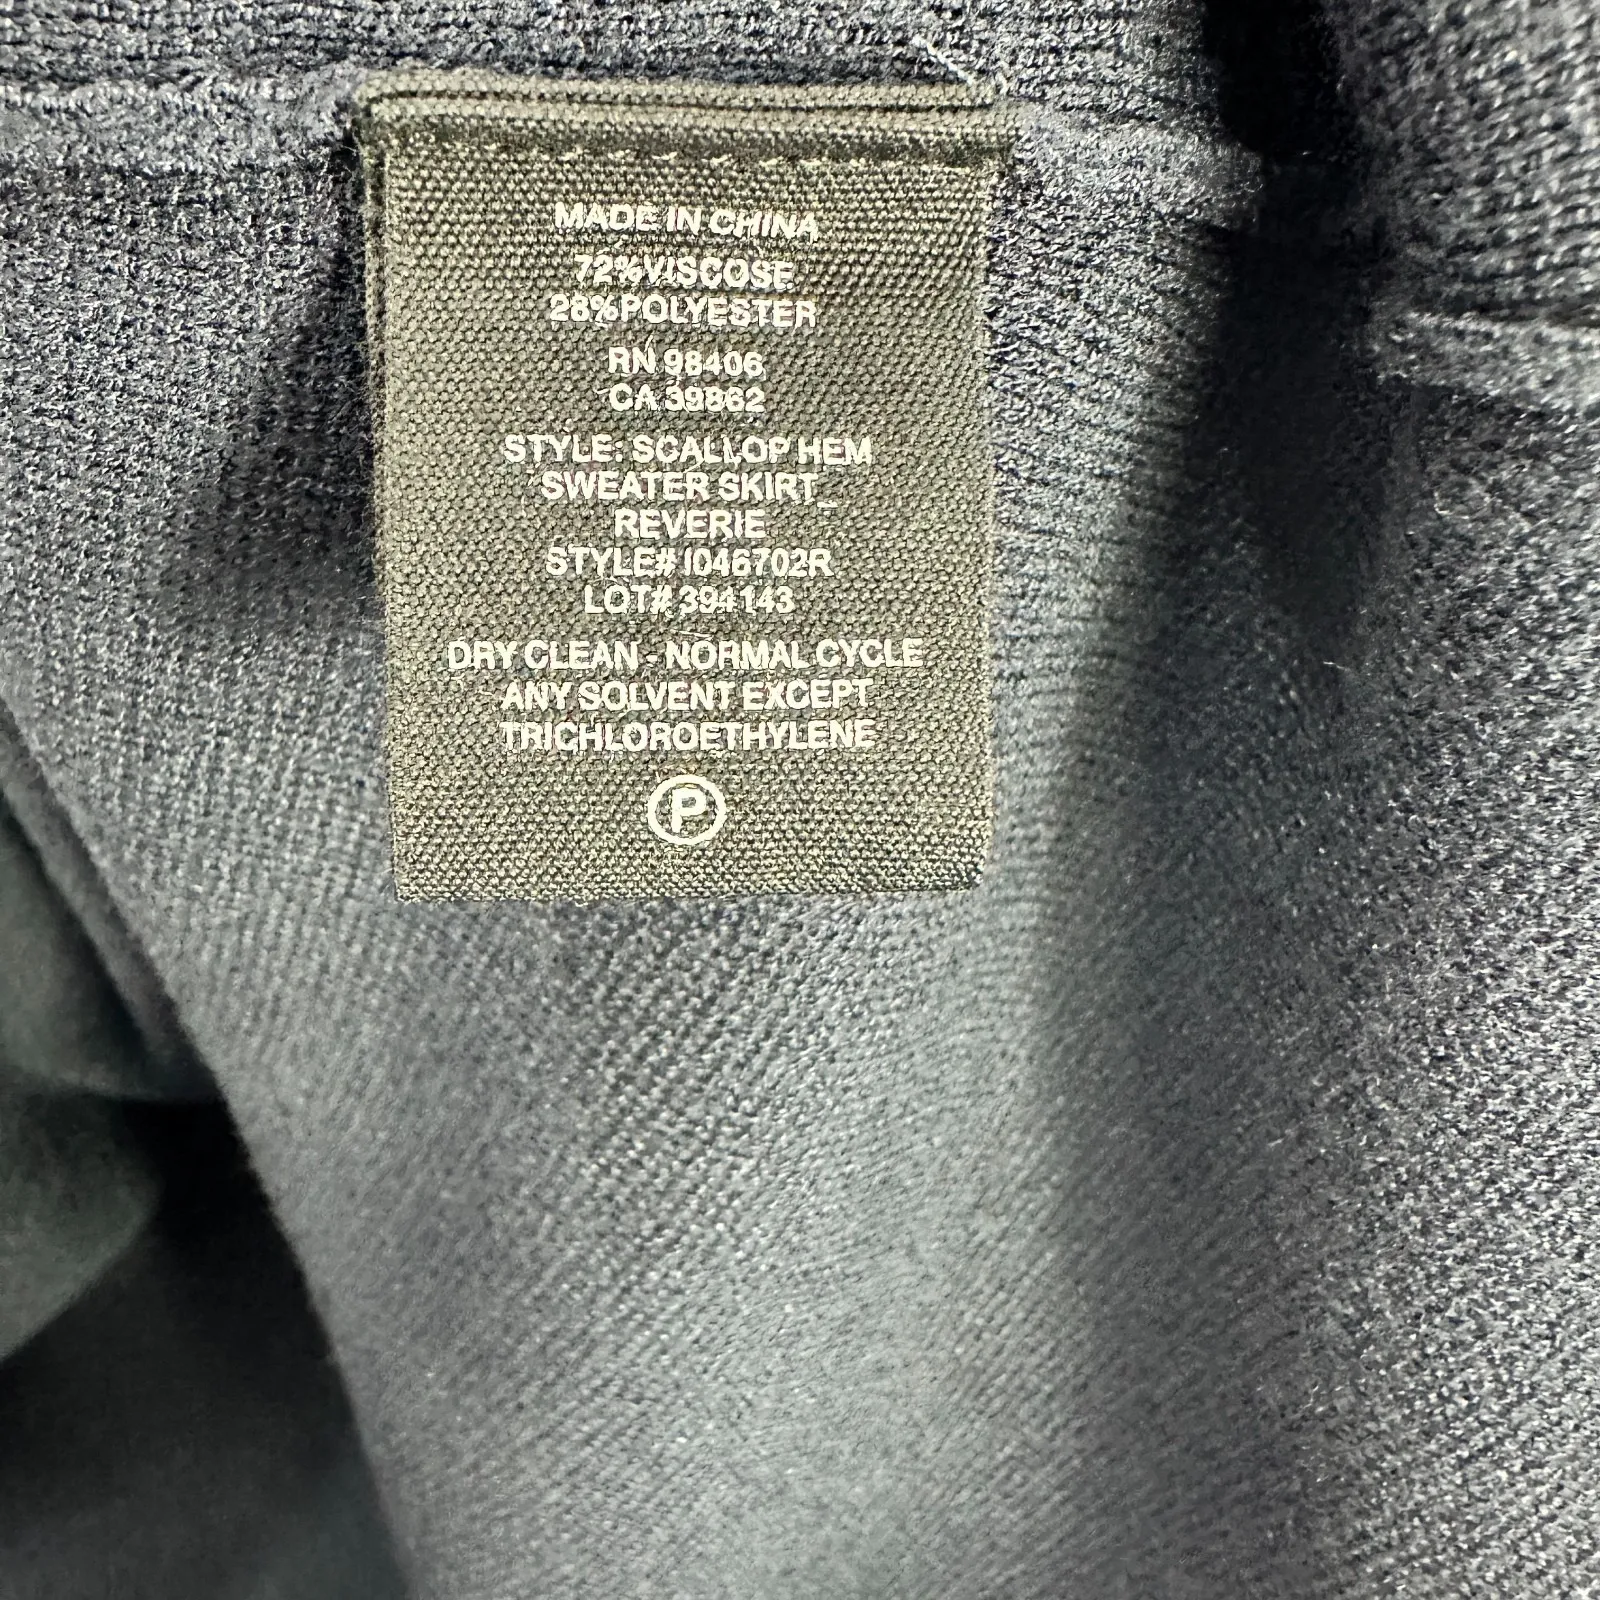 MADE IN CHINA
72%VISCOSE
28%POLYESTER
RN 98406
CA 39862
STYLE: SCALLOP HEM
SWEATER SKIRT_
REVERIE
STYLE# I046702R
LOT# 394143
DRY CLEAN - NORMAL CYCLE
ANY SOLVENT EXCEPT
TRICHLOROETHYLENE
P